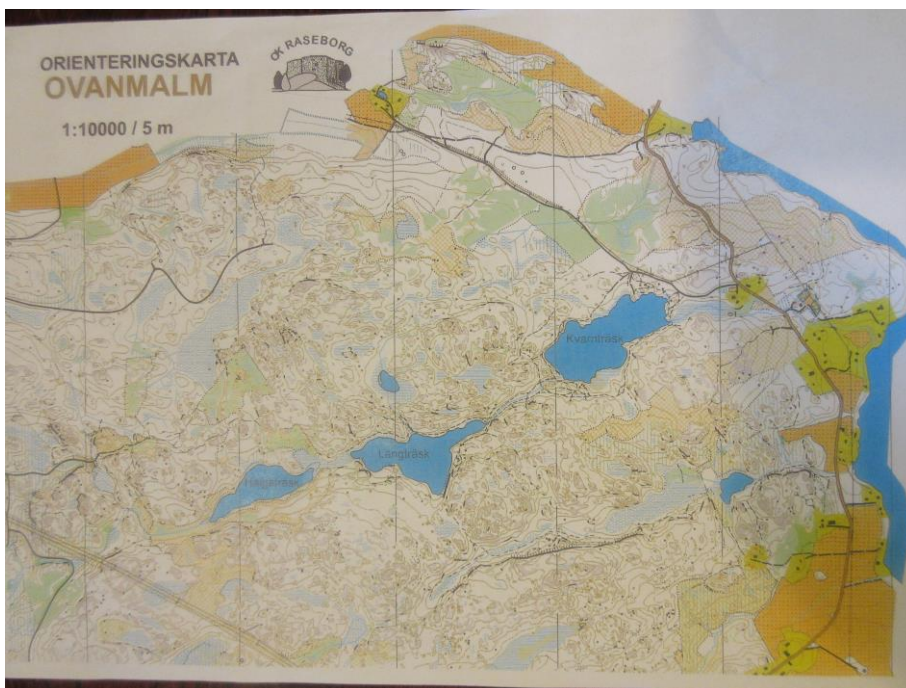 ORIENTERINGSKARTA
OVANMALM
1:10000 / 5 m
OK RASEBORG
Kvarnträsk
Långträsk